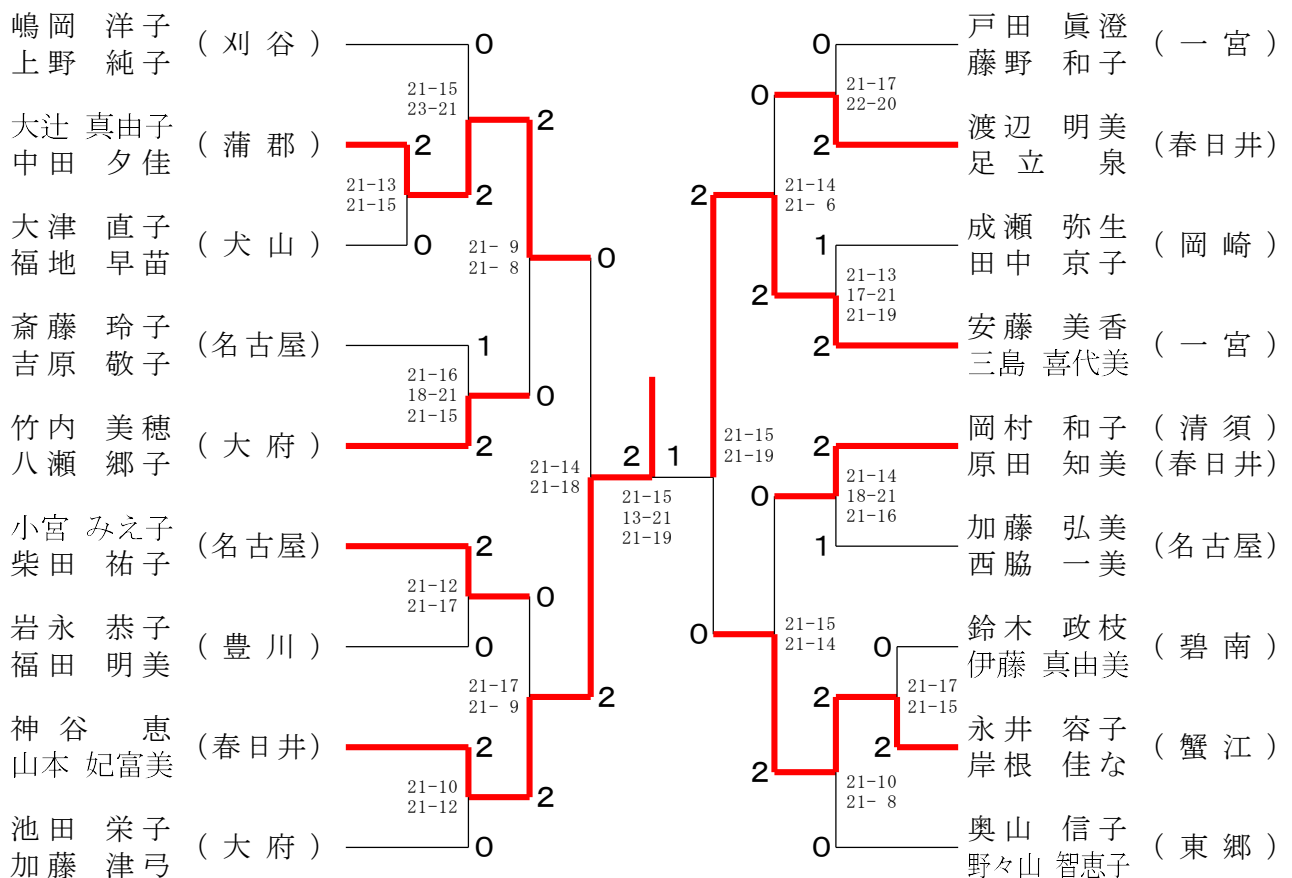 嶋岡 洋子
上野 純子
(刈谷)
0
21-15
23-21
2
大辻 真由子
中田 夕佳
(蒲郡)
2
21-13
21-15
2
大津 直子
福地 早苗
(犬山)
0
21- 9
21- 8
0
斎藤 玲子
吉原 敬子
(名古屋)
1
21-16
18-21
21-15
0
竹内 美穂
八瀬 郷子
(大府)
2
21-14
21-18
小宮 みえ子
柴田 祐子
(名古屋)
2
21-12
21-17
0
岩永 恭子
福田 明美
(豊川)
0
21-17
21- 9
2
神谷 恵
山本 妃富美
(春日井)
2
21-10
21-12
2
池田 栄子
加藤 津弓
(大府)
0
2 1
21-15
13-21
21-19
戸田 眞澄
藤野 和子
(一宮)
0
21-17
22-20
0
渡辺 明美
足立 泉
(春日井)
2
21-14
21- 6
2
成瀬 弥生
田中 京子
(岡崎)
1
21-13
17-21
21-19
2
安藤 美香
三島 喜代美
(一宮)
2
21-15
21-19
岡村 和子 (清須)
原田 知美 (春日井)
2
21-14
18-21
21-16
0
加藤 弘美
西脇 一美
(名古屋)
1
21-15
21-14
0
鈴木 政枝
伊藤 真由美
(碧南)
0
21-17
21-15
2
永井 容子
岸根 佳な
(蟹江)
2
21-10
21- 8
2
奥山 信子
野々山 智恵子
(東郷)
0